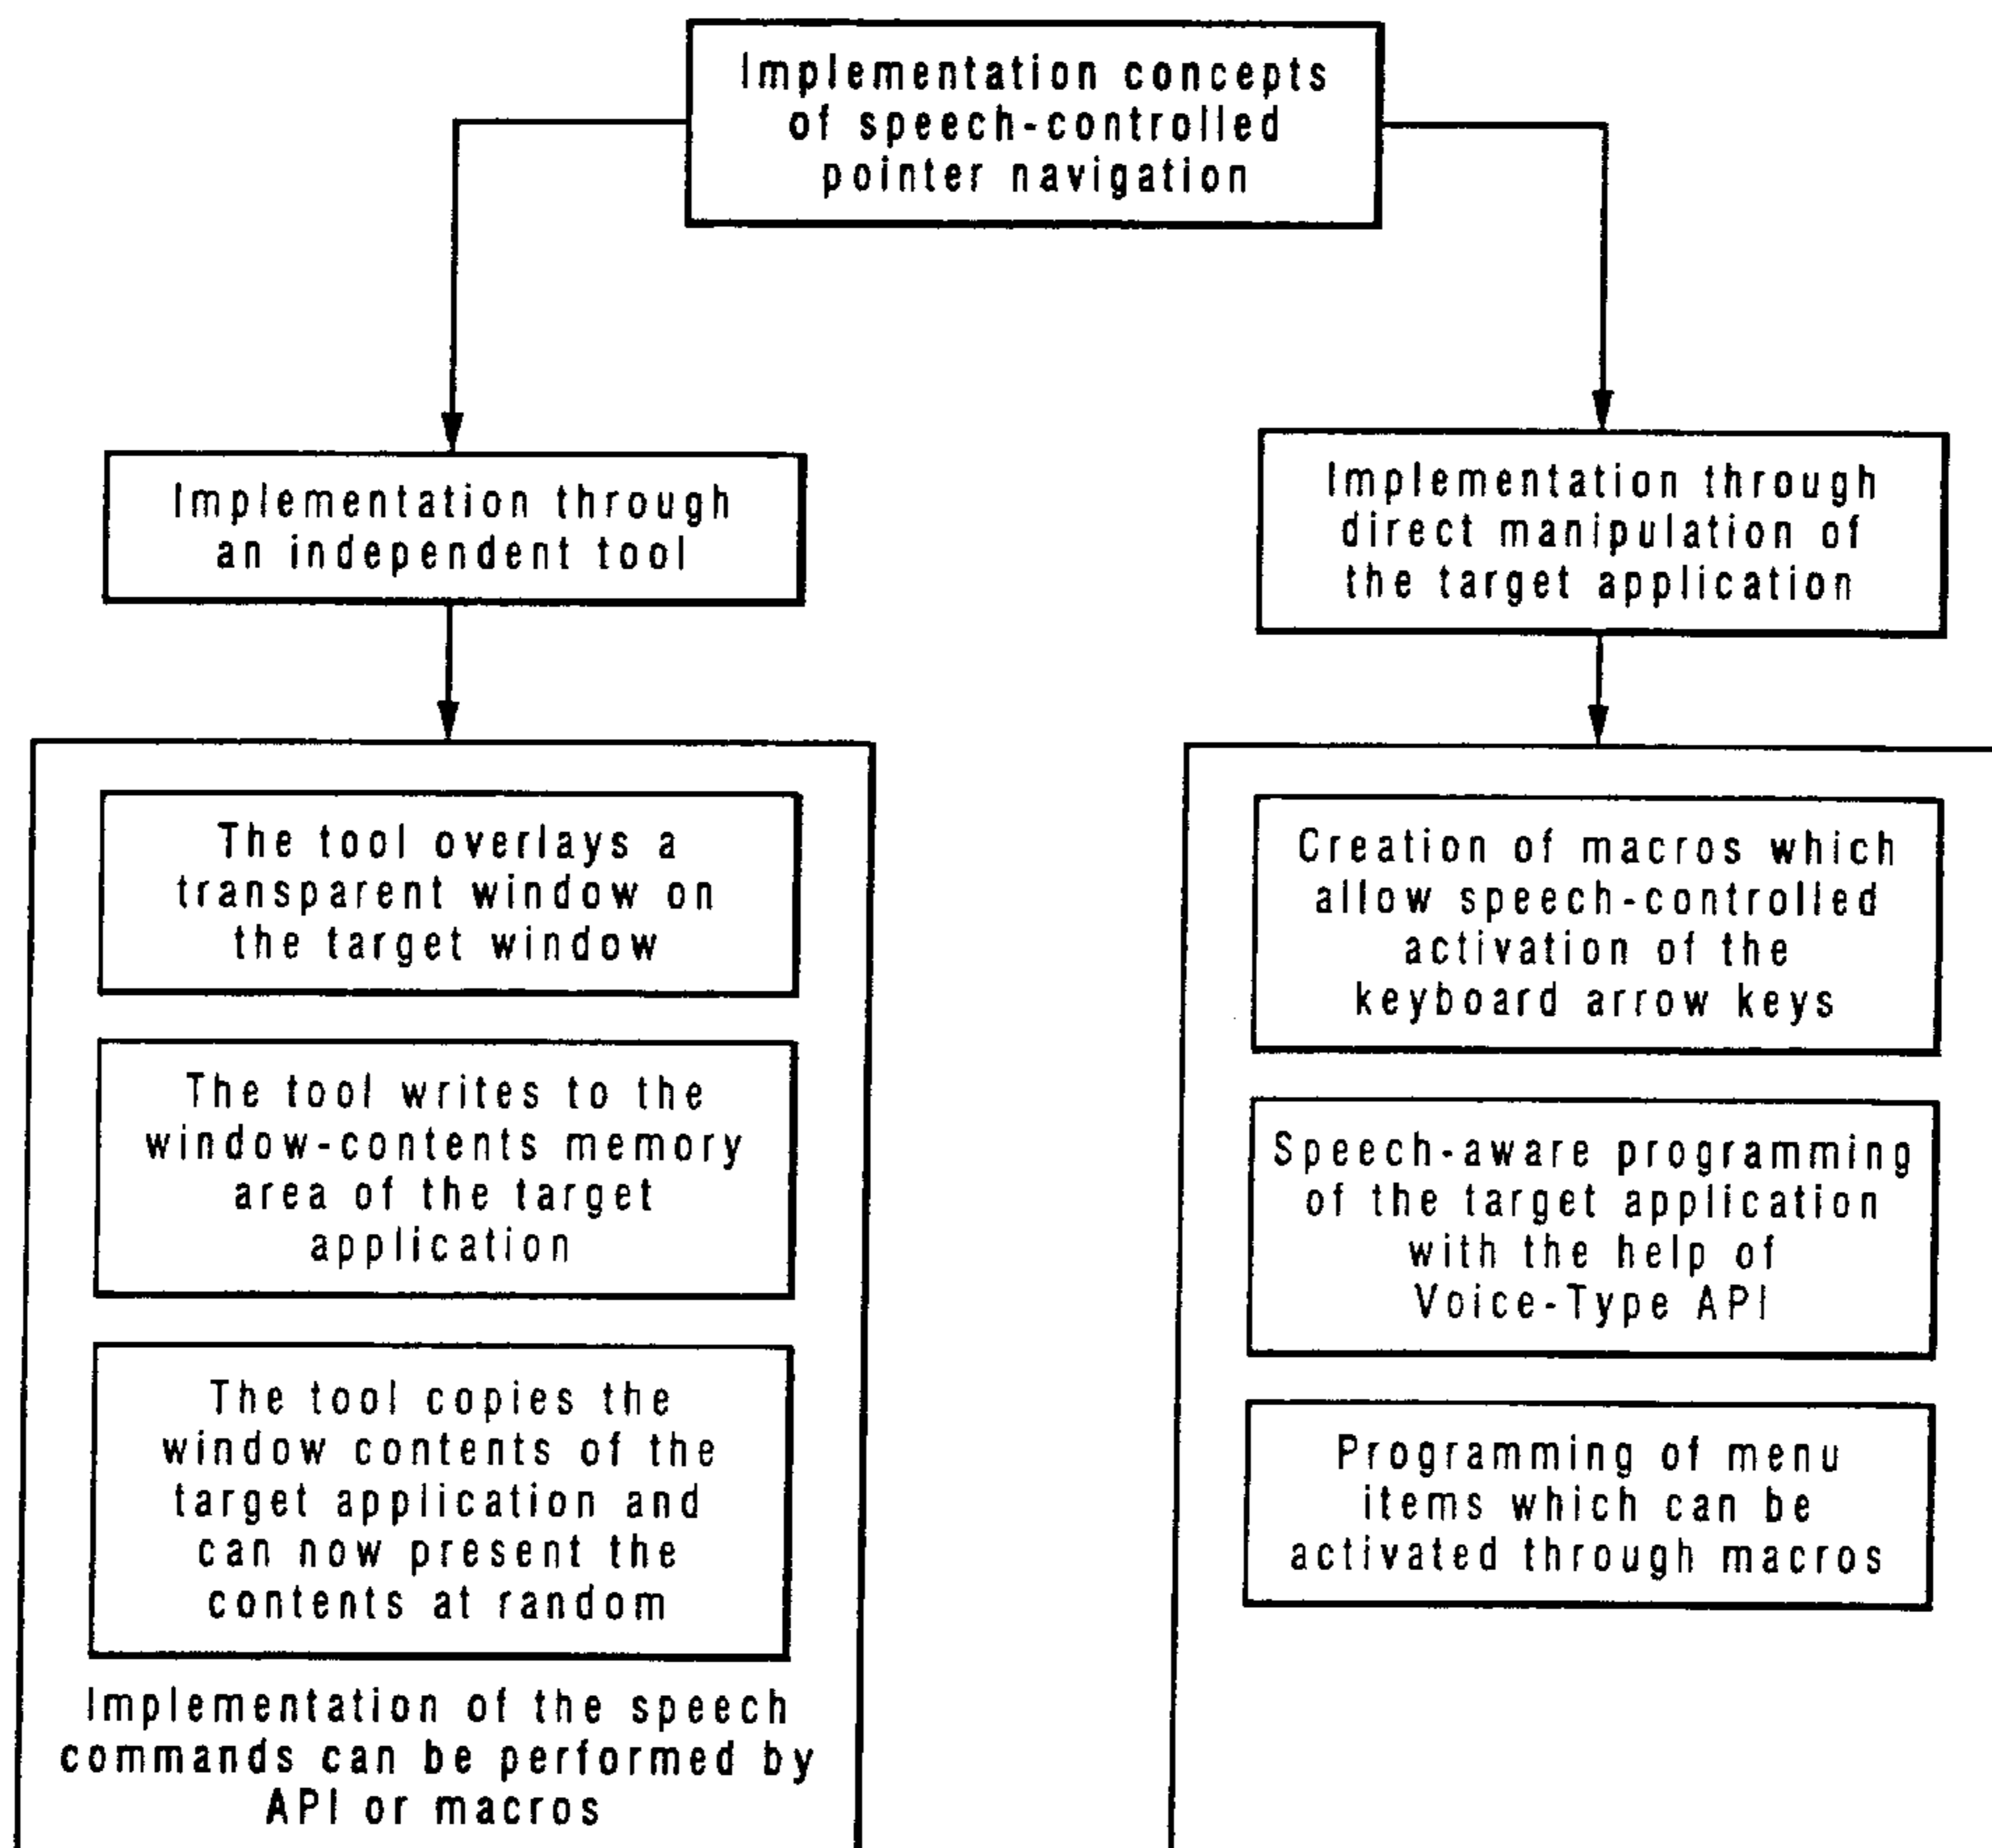 Implementation concepts
of speech-controlled
pointer navigation
Implementation through
an independent tool
Implementation through
direct manipulation of
the target application
The tool overlays a
transparent window on
the target window
The tool writes to the
window-contents memory
area of the target
application
The tool copies the
window contents of the
target application and
can now present the
contents at random
Implementation of the speech
commands can be performed by
API or macros
Creation of macros which
allow speech-controlled
activation of the
keyboard arrow keys
Speech-aware programming
of the target application
with the help of
Voice-Type API
Programming of menu
items which can be
activated through macros